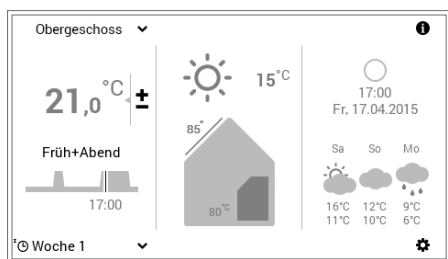 Obergeschoss
21,0 °C ±
Früh+Abend
17:00
Woche 1
15°C
85°
80°C
17:00
Fr, 17.04.2015
Sa So Mo
16°C 12°C 9°C
11°C 10°C 6°C